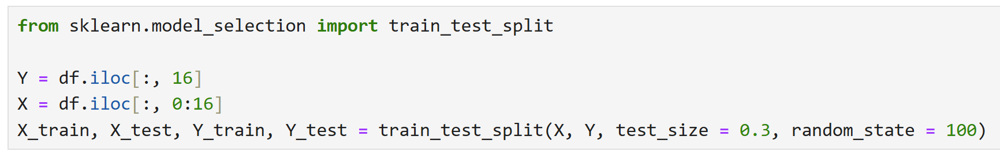 from sklearn.model_selection import train_test_split
Y = df.iloc[:, 16]
X = df.iloc[:, 0:16]
X_train, X_test, Y_train, Y_test = train_test_split(X, Y, test_size = 0.3, random_state = 100)